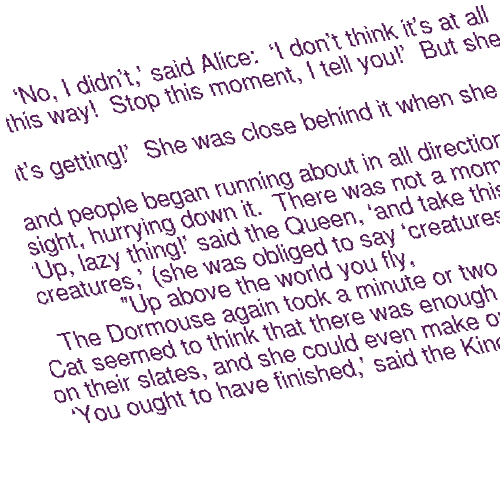 ‘No, I didn’t,’ said Alice: ‘I don’t think it’s at all
this way! Stop this moment, I tell you!’ But she
it’s getting!’ She was close behind it when she
and people began running about in all
sight, hurrying down it. There was not a
‘Up, lazy thing!’ said the Queen, ‘and take this
creatures,’ (she was obliged to say ‘creatures
"Up above the world you fly,
The Dormouse again took a minute or two
Cat seemed to think that there was enough
on their slates, and she could even make
‘You ought to have finished,’ said the